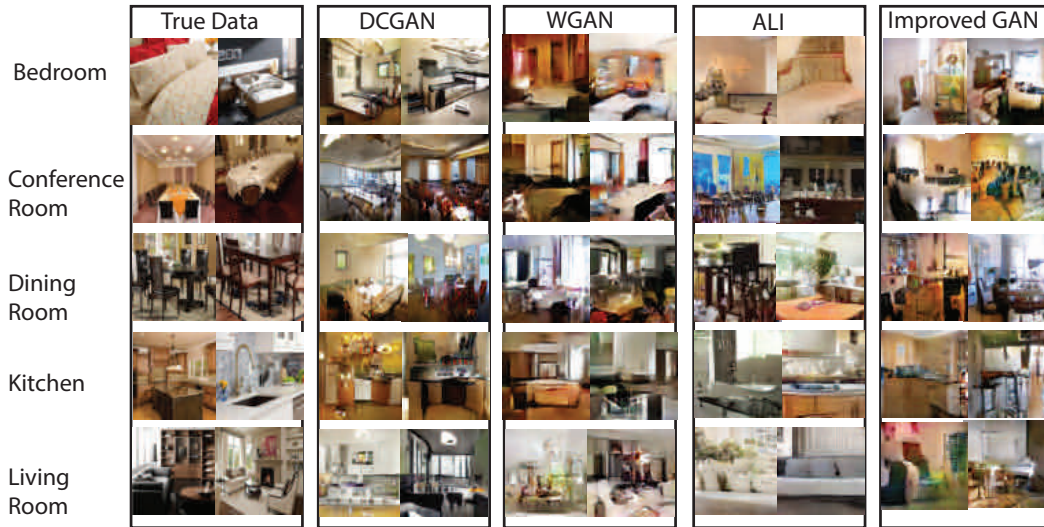 True Data
DCGAN
WGAN
ALI
Improved GAN
Bedroom
Conference
Room
Dining
Room
Kitchen
Living
Room